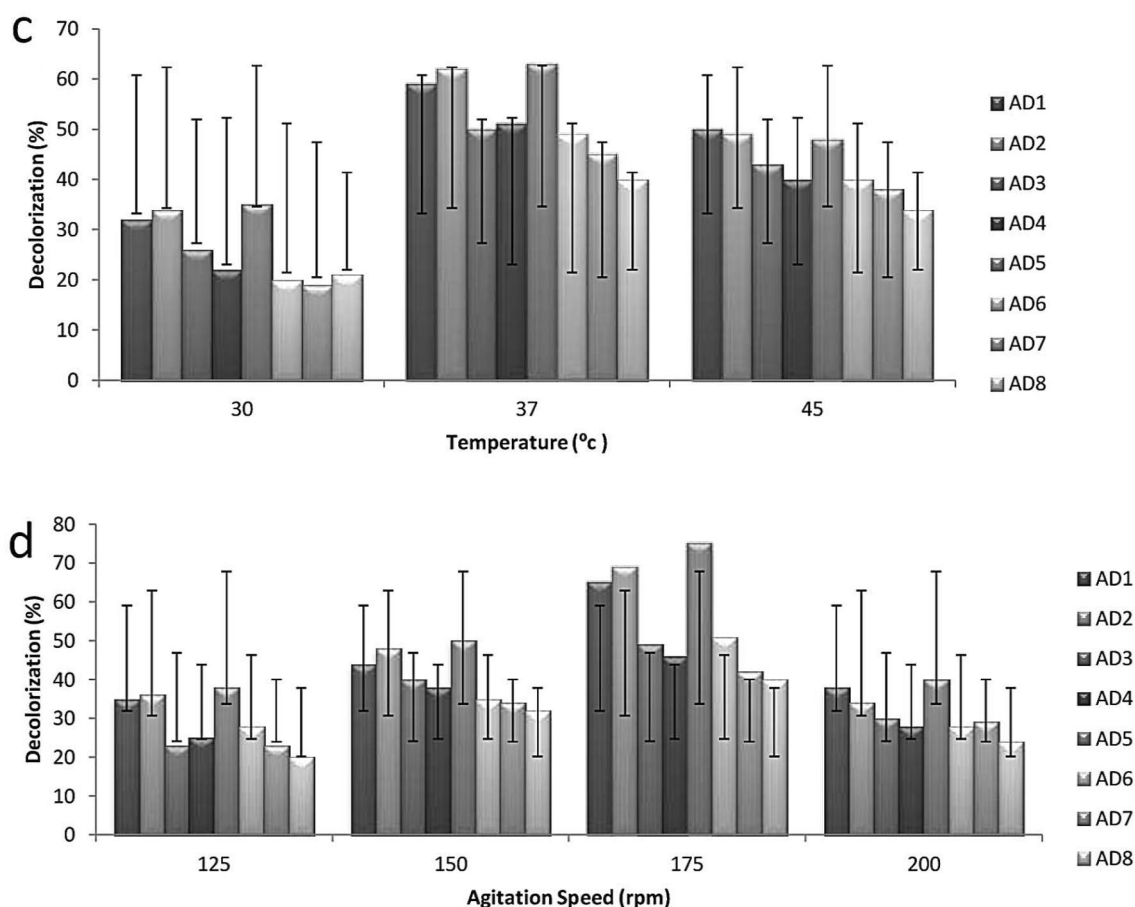 c
70
60
50
40
30
20
10
0
Decolorization (%)
30 37 45
Temperature (⁰c )
AD1
AD2
AD3
AD4
AD5
AD6
AD7
AD8
d
80
70
60
50
40
30
20
10
0
Decolorization (%)
125 150 175 200
Agitation Speed (rpm)
AD1
AD2
AD3
AD4
AD5
AD6
AD7
AD8